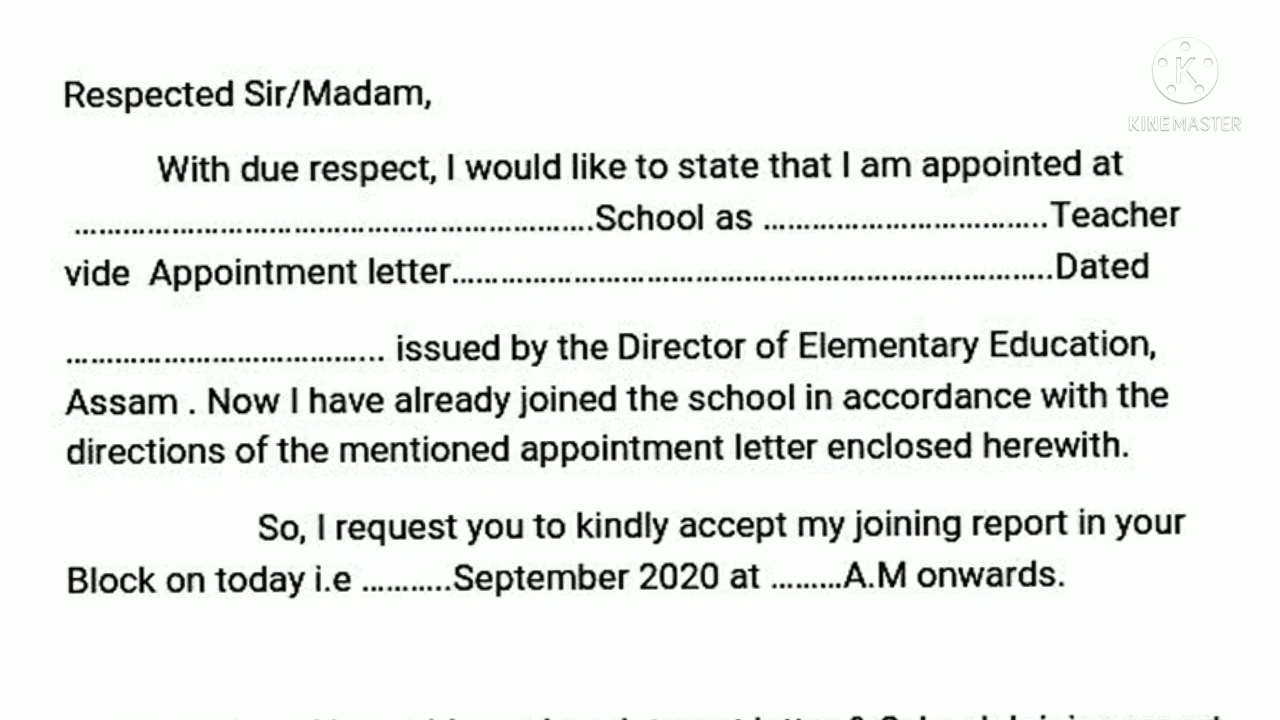 Respected Sir/Madam,
KINEMASTER
With due respect, I would like to state that I am appointed at
................................................................School as ...................................Teacher
vide Appointment letter..........................................................................Dated
....................................... issued by the Director of Elementary Education,
Assam . Now I have already joined the school in accordance with the
directions of the mentioned appointment letter enclosed herewith.
So, I request you to kindly accept my joining report in your
Block on today i.e ...........September 2020 at .........A.M onwards.